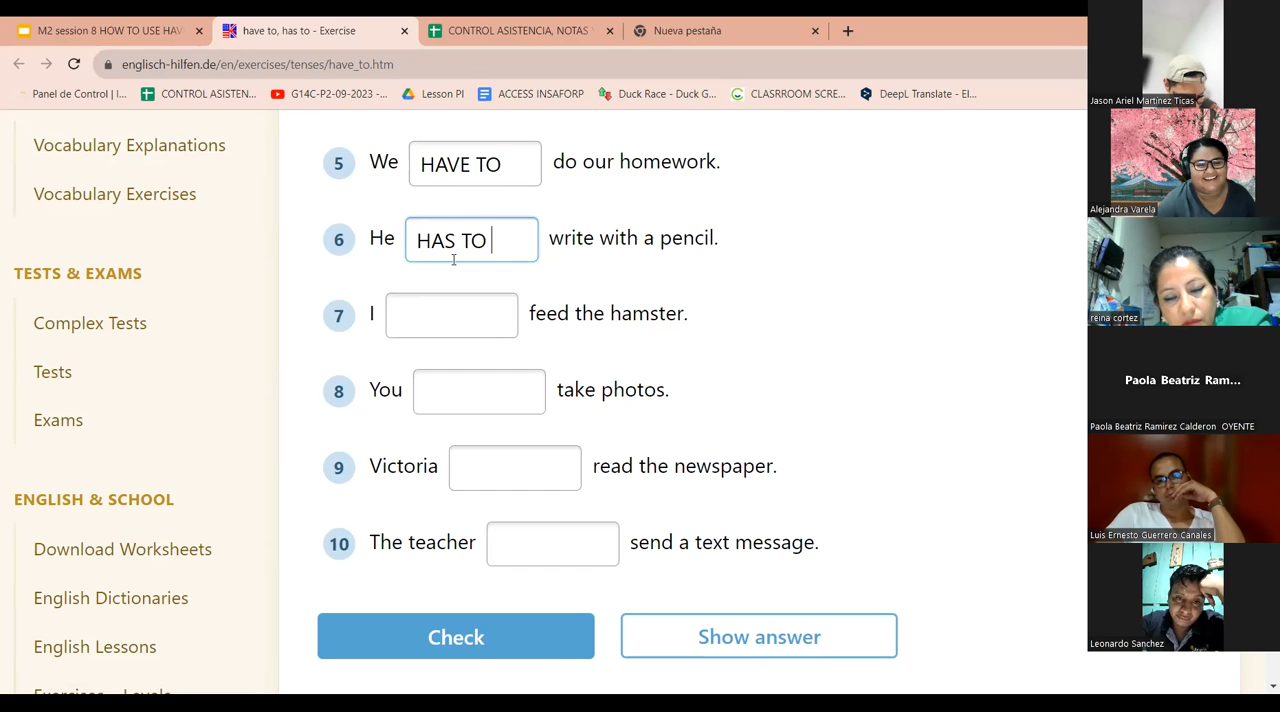 M2 session 8 HOW TO USE HAV
have to, has to - Exercise
CONTROL ASISTENCIA, NOTAS
Nueva pestaña
englisch-hilfen.de/en/exercises/tenses/have_to.htm
Panel de Control | I...
CONTROL ASISTEN...
G14C-P2-09-2023 -...
Lesson PI
ACCESS INSAFORP
Duck Race - Duck G...
CLASRROOM SCRE...
DeepL Translate - El...
Vocabulary Explanations
Vocabulary Exercises
TESTS & EXAMS
Complex Tests
Tests
Exams
ENGLISH & SCHOOL
Download Worksheets
English Dictionaries
English Lessons
Exercises - Levels
5 We HAVE TO do our homework.
6 He HAS TO write with a pencil.
7 I feed the hamster.
8 You take photos.
9 Victoria read the newspaper.
10 The teacher send a text message.
Check
Show answer
Jason Ariel Martínez Ticas
Alejandra Varela
reina cortez
Paola Beatriz Ram...
Paola Beatriz Ramirez Calderon OYENTE
Luis Ernesto Guerrero Canales
Leonardo Sanchez